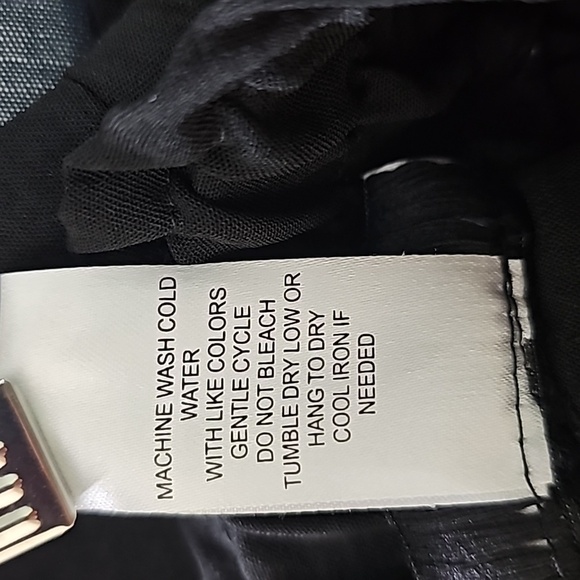 MACHINE WASH COLD
WATER
WITH LIKE COLORS
GENTLE CYCLE
DO NOT BLEACH
TUMBLE DRY LOW OR
HANG TO DRY
COOL IRON IF
NEEDED